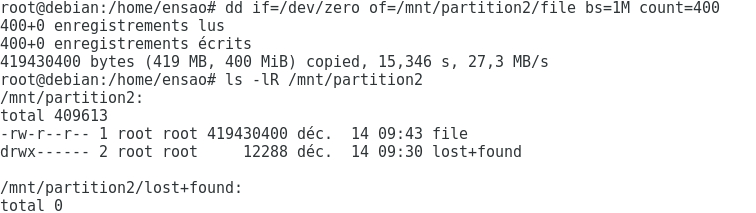 root@debian:/home/ensao# dd if=/dev/zero of=/mnt/partition2/file bs=1M count=400
400+0 enregistrements lus
400+0 enregistrements écrits
419430400 bytes (419 MB, 400 MiB) copied, 15,346 s, 27,3 MB/s
root@debian:/home/ensao# ls -lR /mnt/partition2
/mnt/partition2:
total 409613
-rw-r--r-- 1 root root 419430400 déc.  14 09:43 file
drwx------ 2 root root     12288 déc.  14 09:30 lost+found

/mnt/partition2/lost+found:
total 0